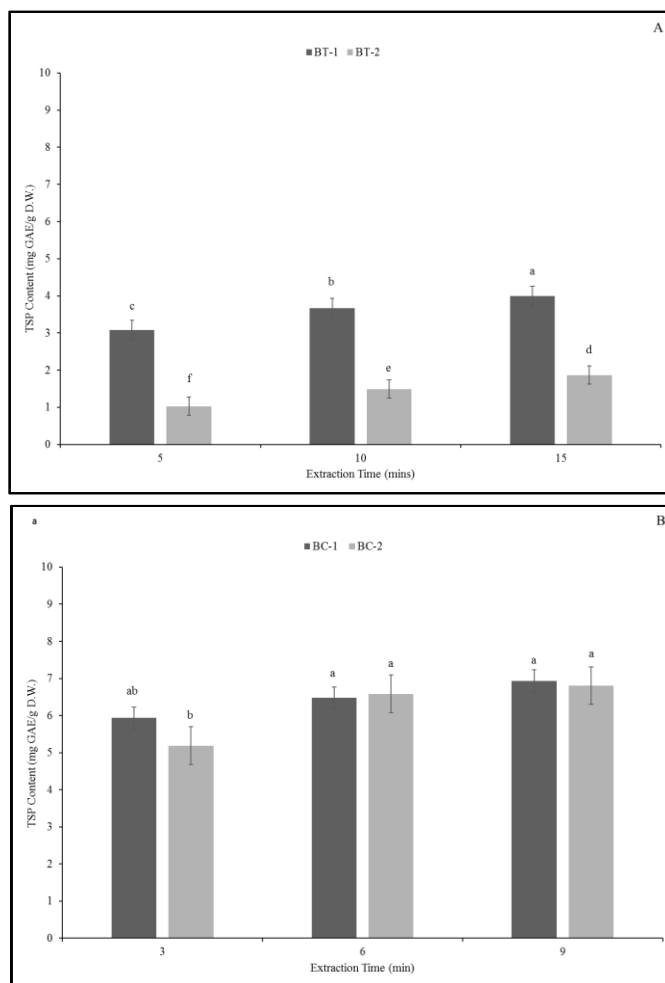 A
BT-1 BT-2
10
9
8
7
6
5
4
3
2
1
0
TSP Content (mg GAE/g D.W.)
c
f
b
e
a
d
5 10 15
Extraction Time (mins)
a
B
BC-1 BC-2
10
9
8
7
6
5
4
3
2
1
0
TSP Content (mg GAE/g D.W.)
ab
b
a
a
a
a
3 6 9
Extraction Time (min)